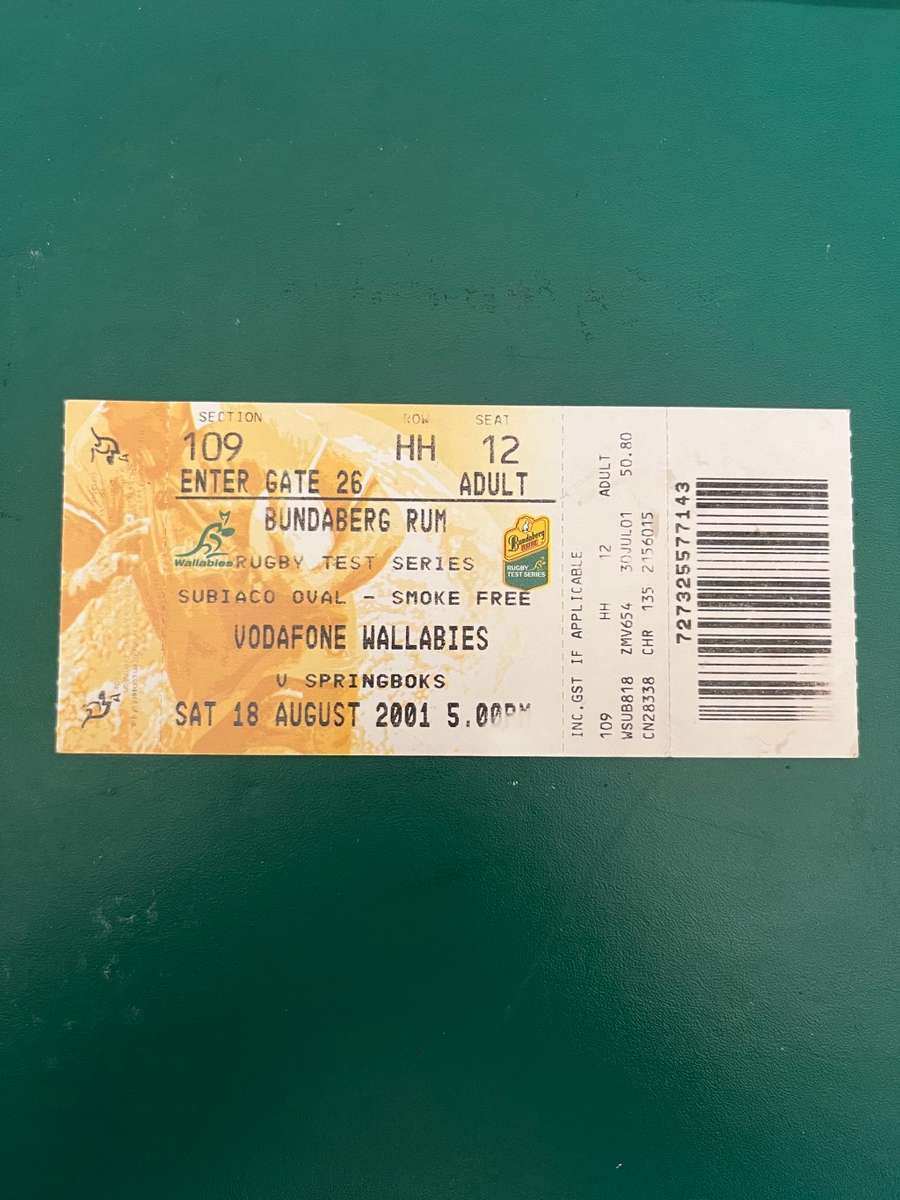 SECTION ROW SEAT
109 HH 12
ENTER GATE 26 ADULT
BUNDABERG RUM
Wallabies RUGBY TEST SERIES
Bundaberg
RUGBY
TEST SERIES
SUBIACO OVAL - SMOKE FREE
VODAFONE WALLABIES
V SPRINGBOKS
SAT 18 AUGUST 2001 5.00PM
INC.GST IF APPLICABLE
109 HH 12 ADULT
WSUB818 ZMV654 30JUL01 50.80
CN28338 CHR 135 2156015
7273255577143